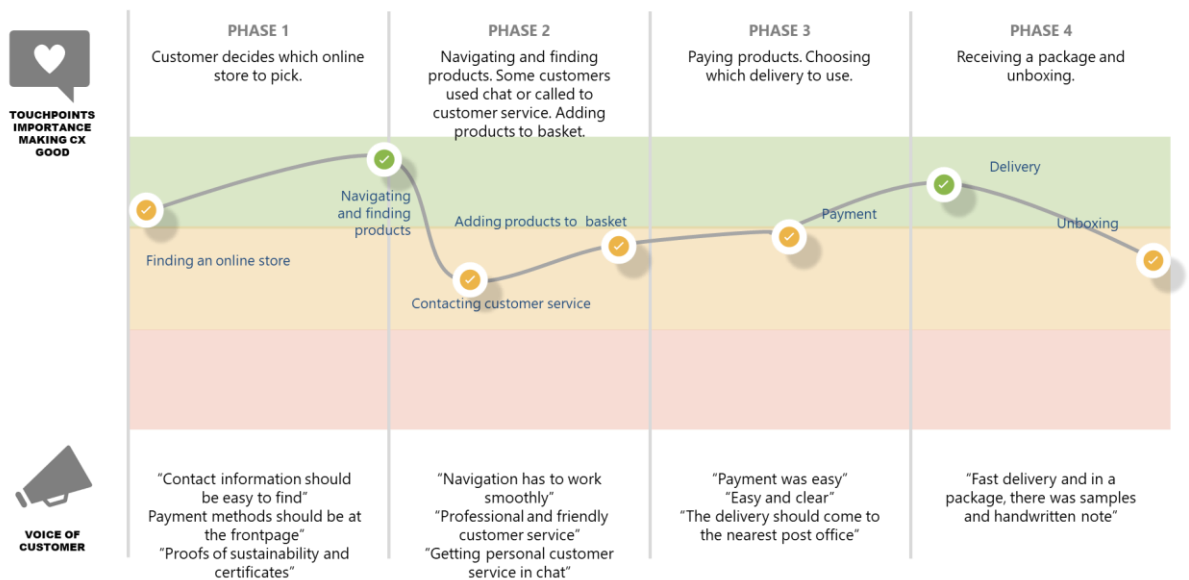 PHASE 1
Customer decides which online
store to pick.
PHASE 2
Navigating and finding
products. Some customers
used chat or called to
customer service. Adding
products to basket.
PHASE 3
Paying products. Choosing
which delivery to use.
PHASE 4
Receiving a package and
unboxing.
TOUCHPOINTS
IMPORTANCE
MAKING CX
GOOD
Finding an online store
Navigating
and finding
products
Contacting customer service
Adding products to basket
Payment
Delivery
Unboxing
VOICE OF
CUSTOMER
“Contact information should
be easy to find”
Payment methods should be at
the frontpage”
“Proofs of sustainability and
certificates”
“Navigation has to work
smoothly”
“Professional and friendly
customer service”
“Getting personal customer
service in chat”
“Payment was easy”
“Easy and clear”
“The delivery should come to
the nearest post office”
“Fast delivery and in a
package, there was samples
and handwritten note”